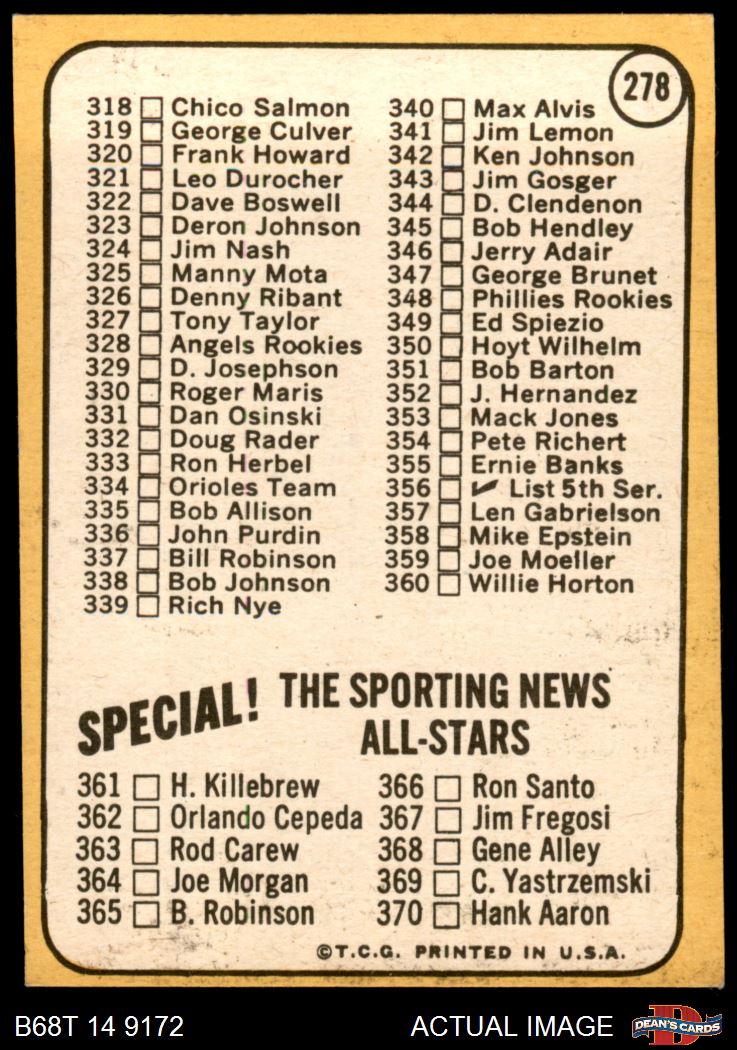 278
318 Chico Salmon
319 George Culver
320 Frank Howard
321 Leo Durocher
322 Dave Boswell
323 Deron Johnson
324 Jim Nash
325 Manny Mota
326 Denny Ribant
327 Tony Taylor
328 Angels Rookies
329 D. Josephson
330 Roger Maris
331 Dan Osinski
332 Doug Rader
333 Ron Herbel
334 Orioles Team
335 Bob Allison
336 John Purdin
337 Bill Robinson
338 Bob Johnson
339 Rich Nye
340 Max Alvis
341 Jim Lemon
342 Ken Johnson
343 Jim Gosger
344 D. Clendenon
345 Bob Hendley
346 Jerry Adair
347 George Brunet
348 Phillies Rookies
349 Ed Spiezio
350 Hoyt Wilhelm
351 Bob Barton
352 J. Hernandez
353 Mack Jones
354 Pete Richert
355 Ernie Banks
356 ✓ List 5th Ser.
357 Len Gabrielson
358 Mike Epstein
359 Joe Moeller
360 Willie Horton
SPECIAL! THE SPORTING NEWS
ALL-STARS
361 H. Killebrew
362 Orlando Cepeda
363 Rod Carew
364 Joe Morgan
365 B. Robinson
366 Ron Santo
367 Jim Fregosi
368 Gene Alley
369 C. Yastrzemski
370 Hank Aaron
©T.C.G. PRINTED IN U.S.A.
B68T 14 9172
ACTUAL IMAGE
DEAN'S CARDS